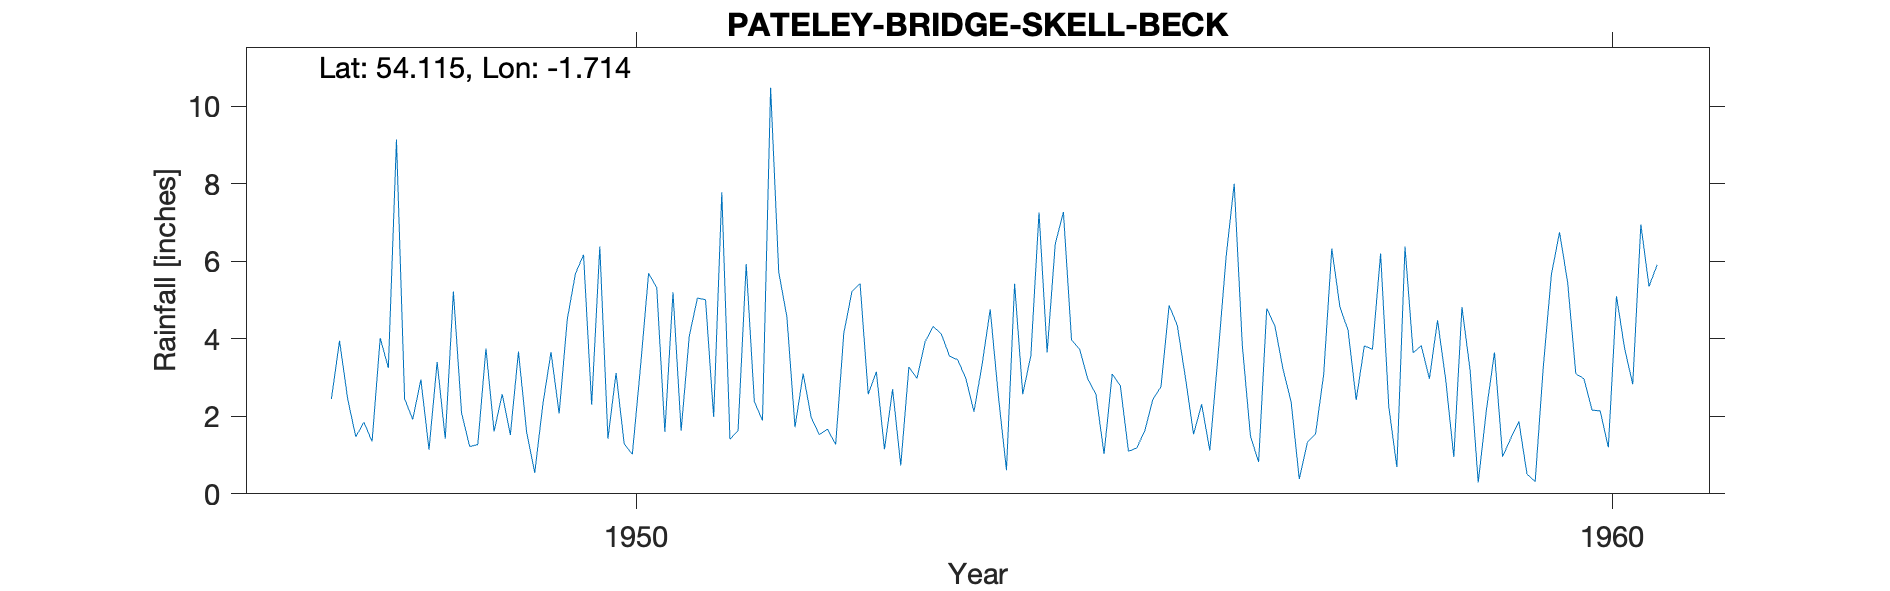 PATELEY-BRIDGE-SKELL-BECK
Lat: 54.115, Lon: -1.714
10
8
6
4
2
0
Rainfall [inches]
1950
1960
Year